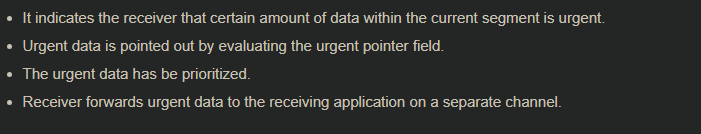 • It indicates the receiver that certain amount of data within the current segment is urgent.
• Urgent data is pointed out by evaluating the urgent pointer field.
• The urgent data has be prioritized.
• Receiver forwards urgent data to the receiving application on a separate channel.